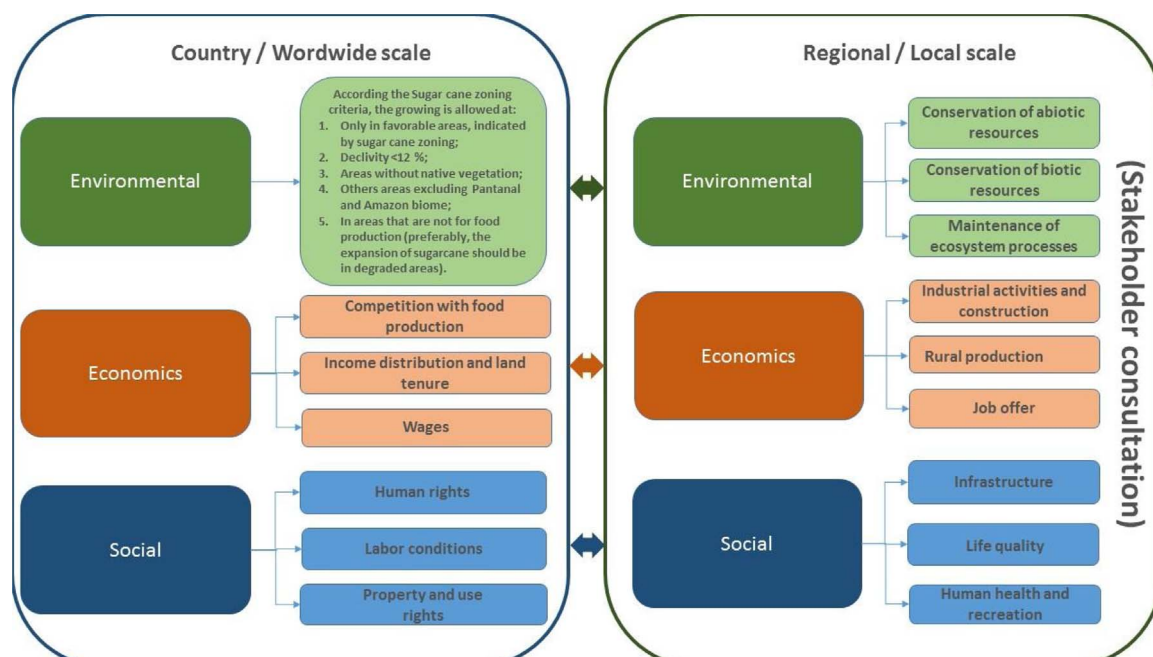 Country / Wordwide scale
Environmental
According the Sugar cane zoning
criteria, the growing is allowed at:
1. Only in favorable areas, indicated
by sugar cane zoning;
2. Declivity <12 %;
3. Areas without native vegetation;
4. Others areas excluding Pantanal
and Amazon biome;
5. In areas that are not for food
production (preferably, the
expansion of sugarcane should be
in degraded areas).
Economics
Competition with food
production
Income distribution and land
tenure
Wages
Social
Human rights
Labor conditions
Property and use
rights
Regional / Local scale
Environmental
Conservation of abiotic
resources
Conservation of biotic
resources
Maintenance of
ecosystem processes
Economics
Industrial activities and
construction
Rural production
Job offer
Social
Infrastructure
Life quality
Human health and
recreation
(Stakeholder consultation)